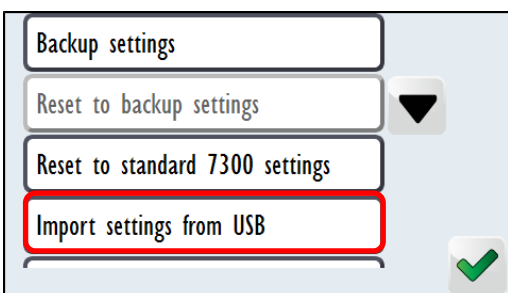 Backup settings
Reset to backup settings
Reset to standard 7300 settings
Import settings from USB